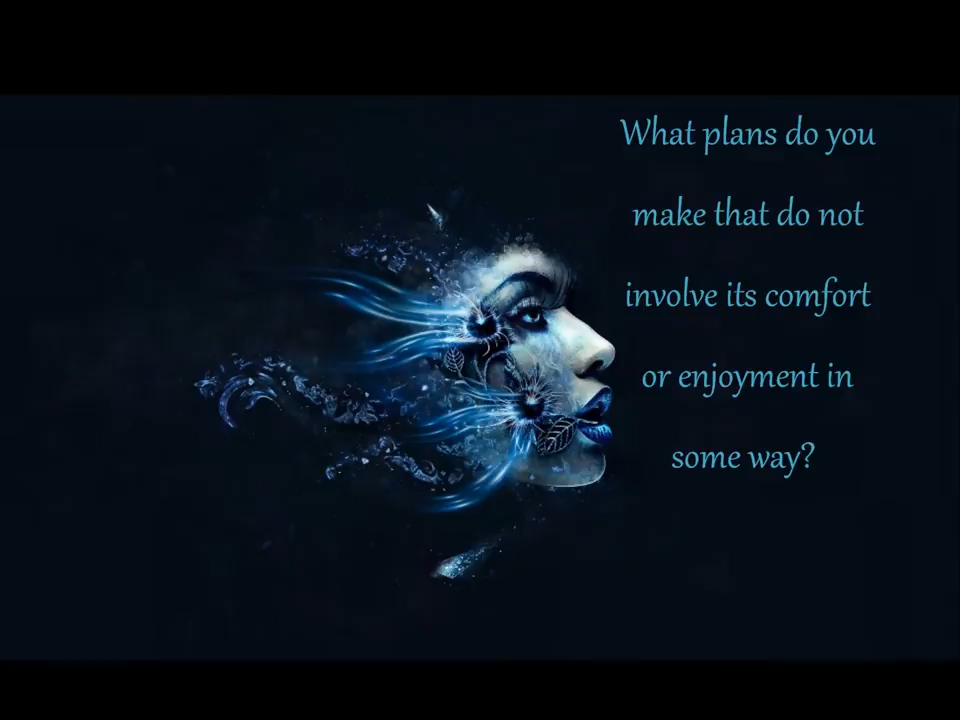 What plans do you
make that do not
involve its comfort
or enjoyment in
some way?